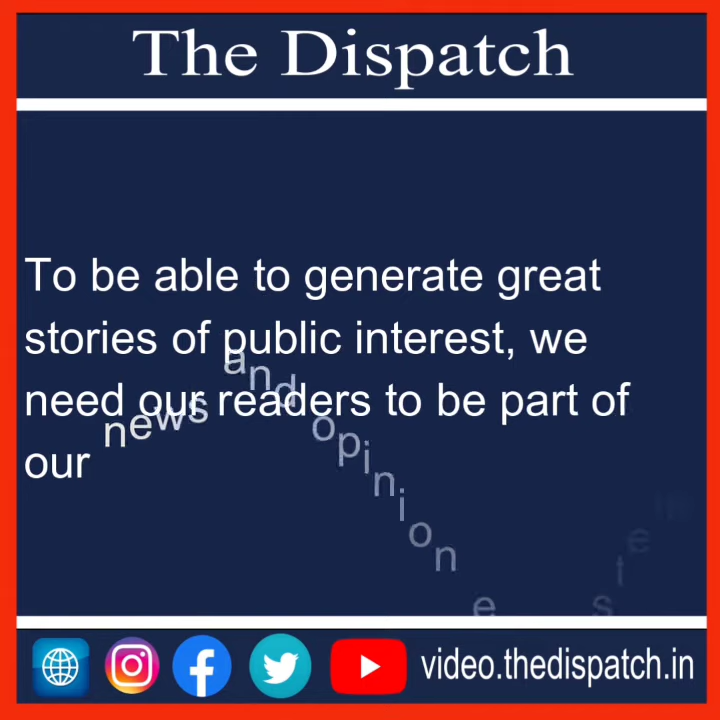 The Dispatch
To be able to generate great
stories of public interest, we
need our readers to be part of
our news and opinion
video.thedispatch.in